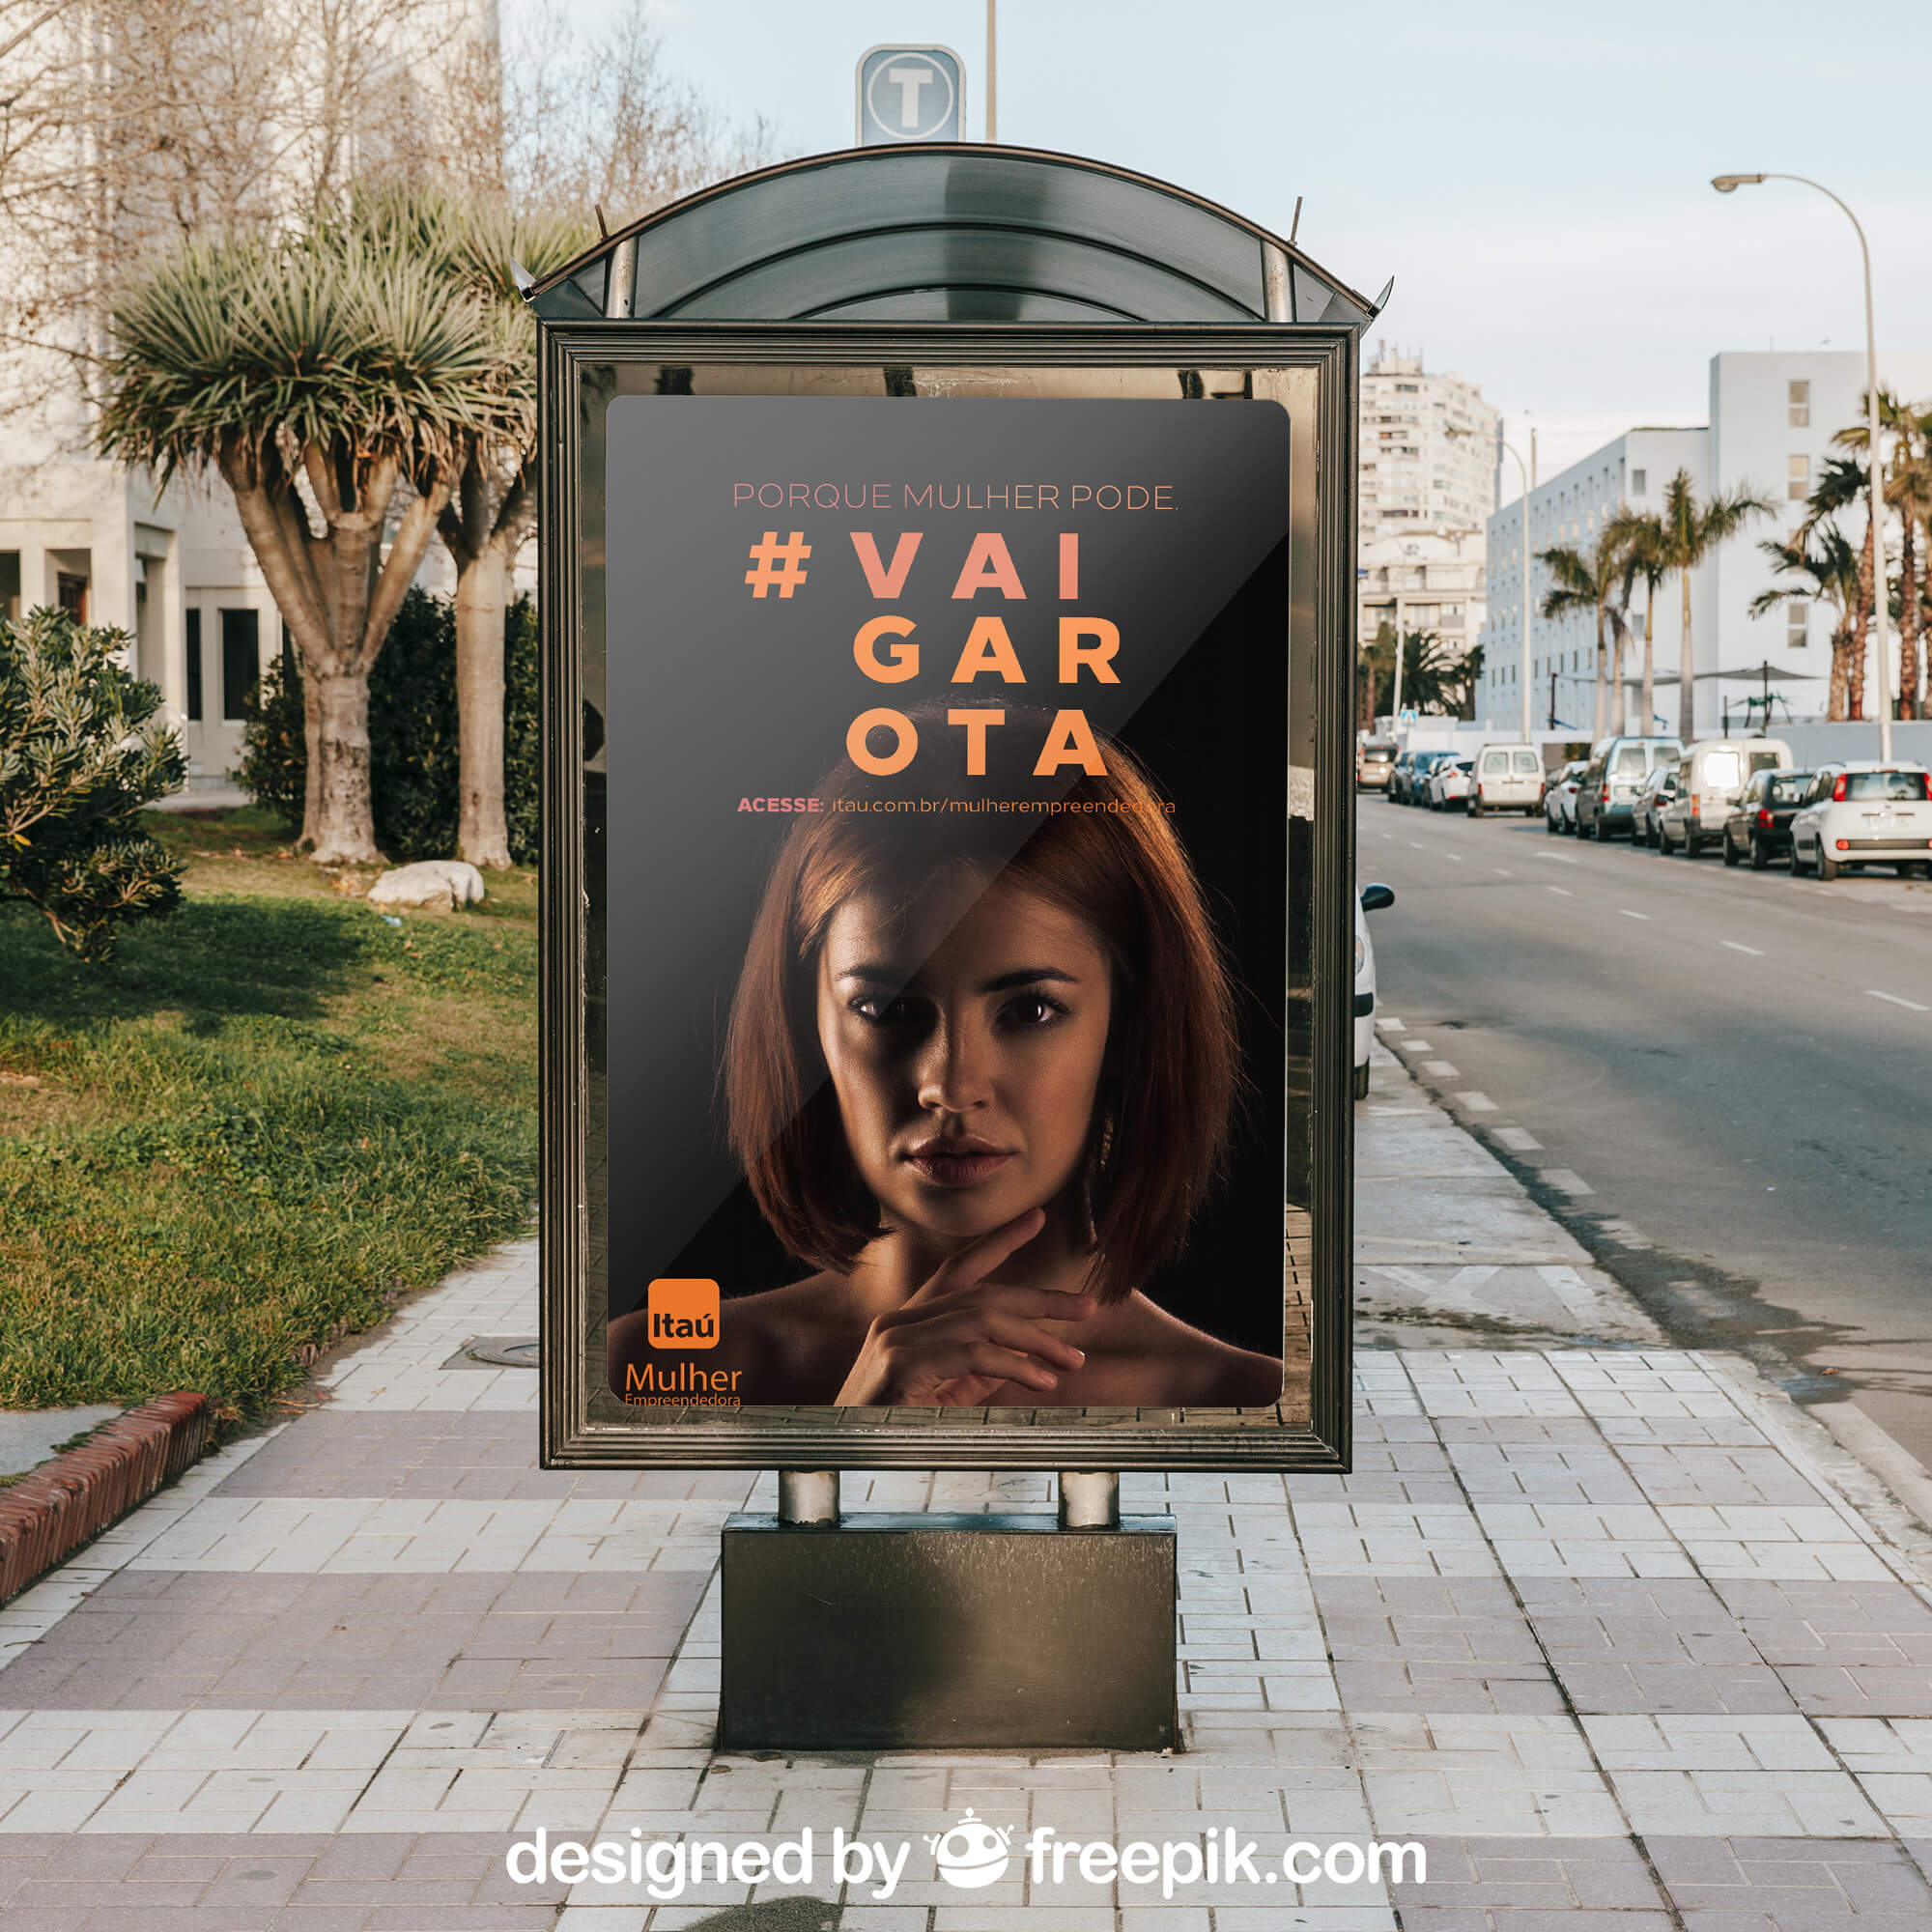 T
PORQUE MULHER PODE.
#VAI
GAR
OTA
ACESSE: itau.com.br/mulherempreendedora
Itaú
Mulher
Empreendedora
designed by freepik.com